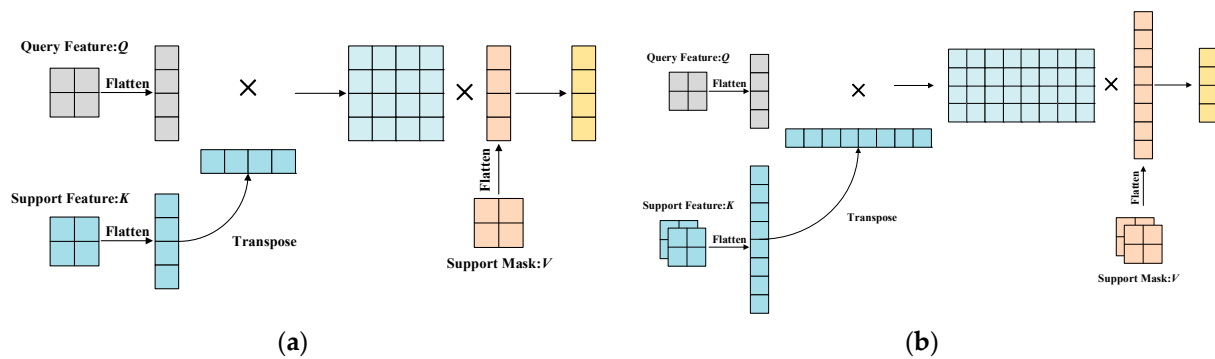 Query Feature:Q
Flatten
×
×
Flatten
Support Feature:K
Flatten
Transpose
Support Mask:V
(a)
Query Feature:Q
Flatten
×
×
Flatten
Support Feature:K
Flatten
Transpose
Support Mask:V
(b)